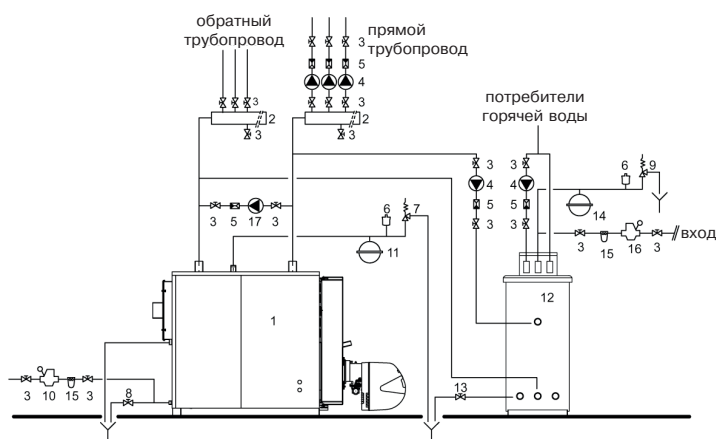 обратный
трубопровод
прямой
трубопровод
3
5
4
3 3
2 2
3 3
потребители
горячей воды
3 3 6 9
4 4
5 5 14
3 3 3 15 16 3 вход
3 5 17 3
6 7
11
1
12
3 10 15 3 8
13